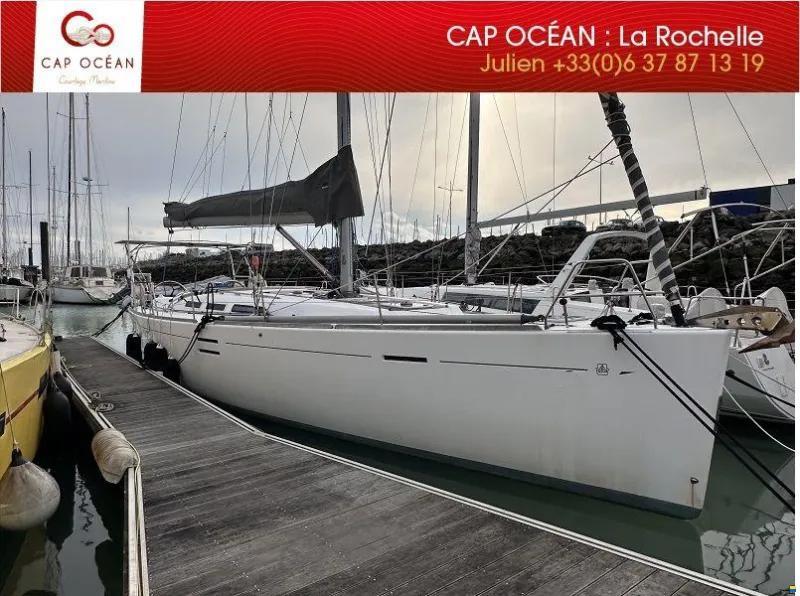 CAP OCÉAN : La Rochelle
Julien +33(0)6 37 87 13 19
CAP OCÉAN
Courtage Maritime